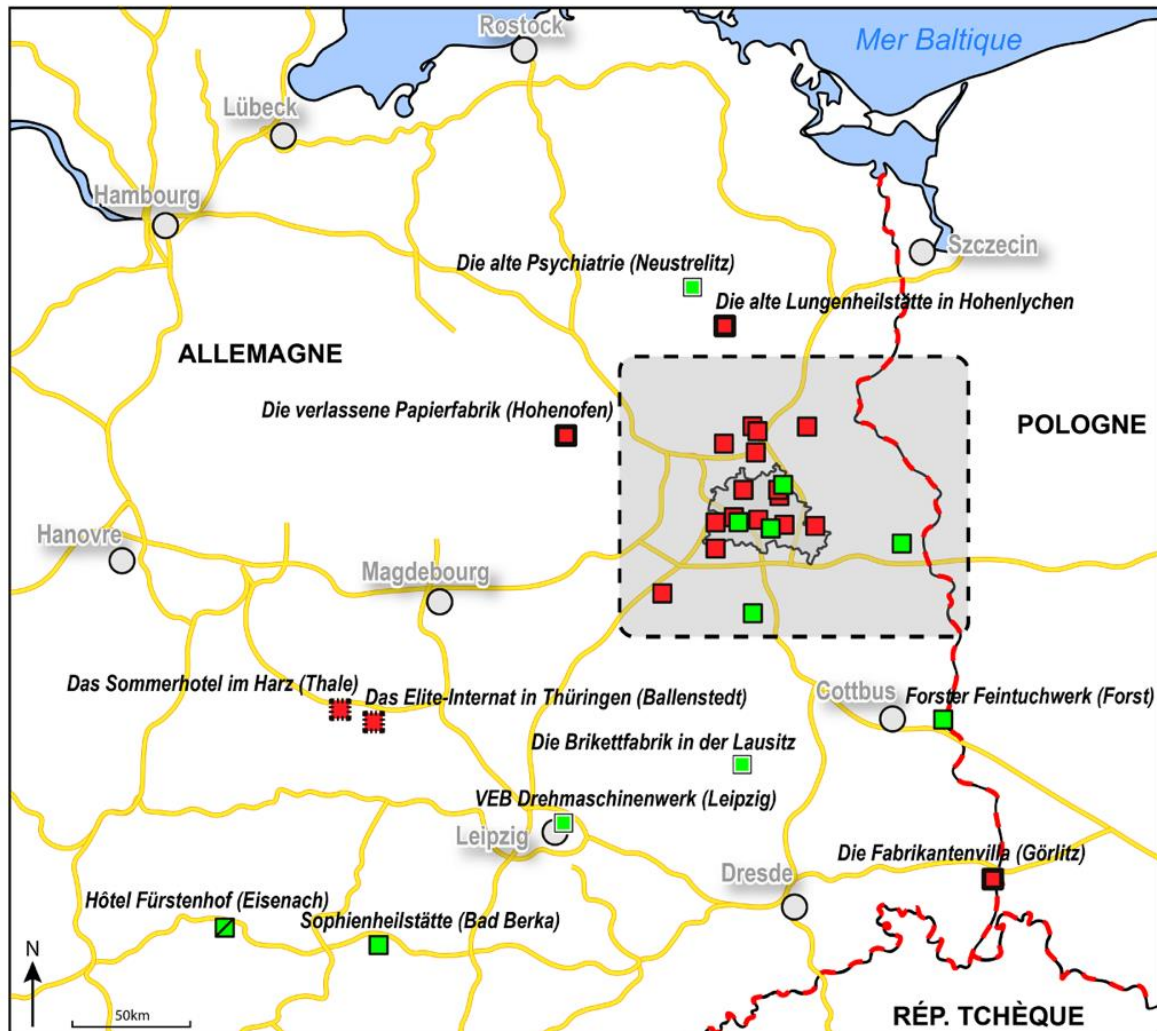 Rostock
Mer Baltique
Lübeck
Hambourg
Szczecin
Die alte Psychiatrie (Neustrelitz)
Die alte Lungenheilstätte in Hohenlychen
ALLEMAGNE
Die verlassene Papierfabrik (Hohenofen)
POLOGNE
Hanovre
Magdebourg
Das Sommerhotel im Harz (Thale)
Das Elite-Internat in Thüringen (Ballenstedt)
Cottbus
Forster Feintuchwerk (Forst)
Die Brikettfabrik in der Lausitz
VEB Drehmaschinenwerk (Leipzig)
Leipzig
Die Fabrikantenvilla (Görlitz)
Dresde
Hôtel Fürstenhof (Eisenach)
Sophienheilstätte (Bad Berka)
N
50km
RÉP. TCHÈQUE